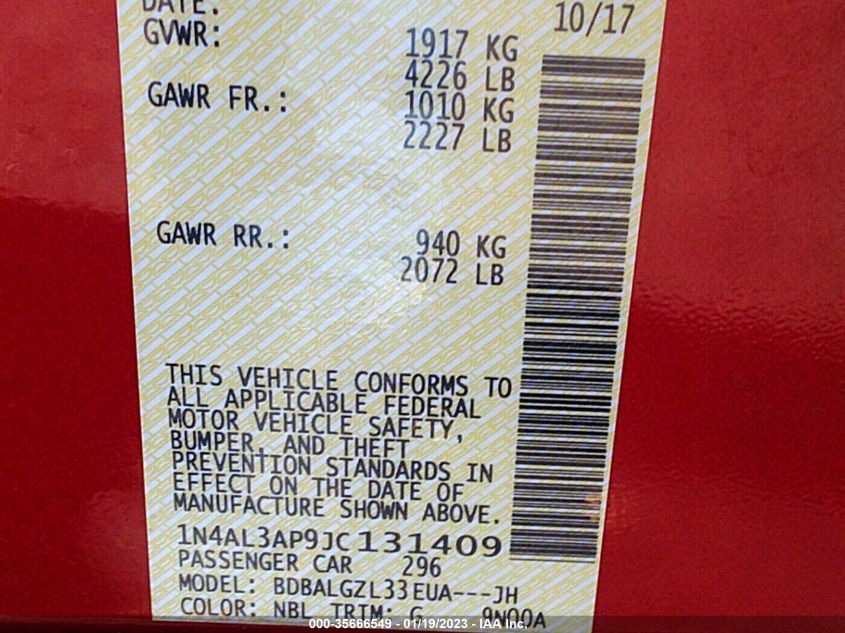 DATE: 10/17
GVWR: 1917 KG
4226 LB
GAWR FR.: 1010 KG
2227 LB
GAWR RR.: 940 KG
2072 LB
THIS VEHICLE CONFORMS TO
ALL APPLICABLE FEDERAL
MOTOR VEHICLE SAFETY,
BUMPER, AND THEFT
PREVENTION STANDARDS IN
EFFECT ON THE DATE OF
MANUFACTURE SHOWN ABOVE.
1N4AL3AP9JC131409
PASSENGER CAR 296
MODEL: BDBALGZL33EUA---JH
COLOR: NBL TRIM: G 9N00A
000-35666549 - 01/19/2023 - IAA Inc.